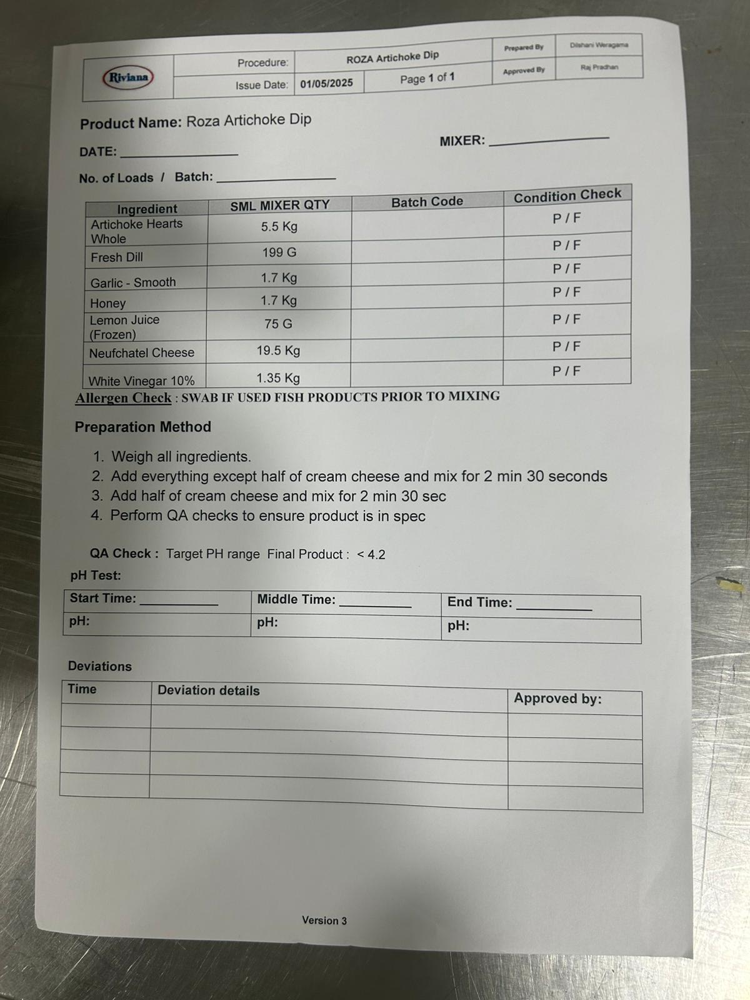 Riviana
Procedure: ROZA Artichoke Dip Prepared By Dilshani Weragama
Issue Date: 01/05/2025 Page 1 of 1 Approved By Raj Pradhan
Product Name: Roza Artichoke Dip
DATE: MIXER:
No. of Loads / Batch:
Ingredient SML MIXER QTY Batch Code Condition Check
Artichoke Hearts Whole 5.5 Kg P / F
Fresh Dill 199 G P / F
Garlic - Smooth 1.7 Kg P / F
Honey 1.7 Kg P / F
Lemon Juice (Frozen) 75 G P / F
Neufchatel Cheese 19.5 Kg P / F
White Vinegar 10% 1.35 Kg P / F
Allergen Check : SWAB IF USED FISH PRODUCTS PRIOR TO MIXING
Preparation Method
1. Weigh all ingredients.
2. Add everything except half of cream cheese and mix for 2 min 30 seconds
3. Add half of cream cheese and mix for 2 min 30 sec
4. Perform QA checks to ensure product is in spec
QA Check : Target PH range Final Product : < 4.2
pH Test:
Start Time: Middle Time: End Time:
pH: pH: pH:
Deviations
Time Deviation details Approved by:
Version 3